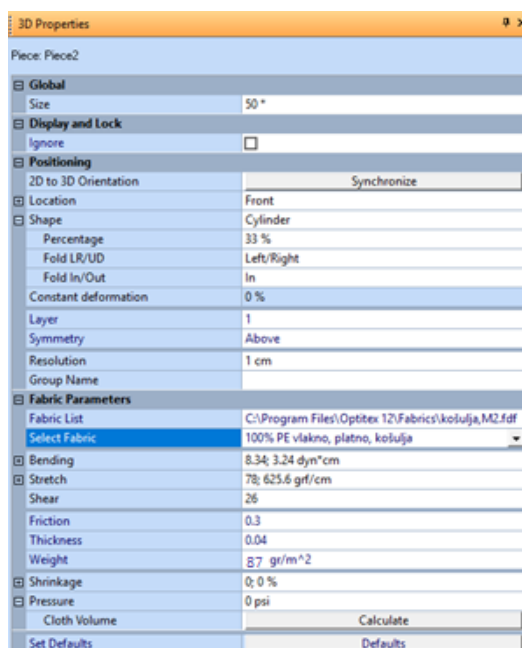 3D Properties
Piece: Piece2
Global
Size 50 *
Display and Lock
Ignore
Positioning
2D to 3D Orientation Synchronize
Location Front
Shape Cylinder
Percentage 33 %
Fold LR/UD Left/Right
Fold In/Out In
Constant deformation 0 %
Layer 1
Symmetry Above
Resolution 1 cm
Group Name
Fabric Parameters
Fabric List C:\Program Files\Optitex 12\Fabrics\košulja,M2.fdf
Select Fabric 100% PE vlakno, platno, košulja
Bending 8.34; 3.24 dyn*cm
Stretch 78; 625.6 grf/cm
Shear 26
Friction 0.3
Thickness 0.04
Weight 87 gr/m^2
Shrinkage 0; 0 %
Pressure 0 psi
Cloth Volume Calculate
Set Defaults Defaults